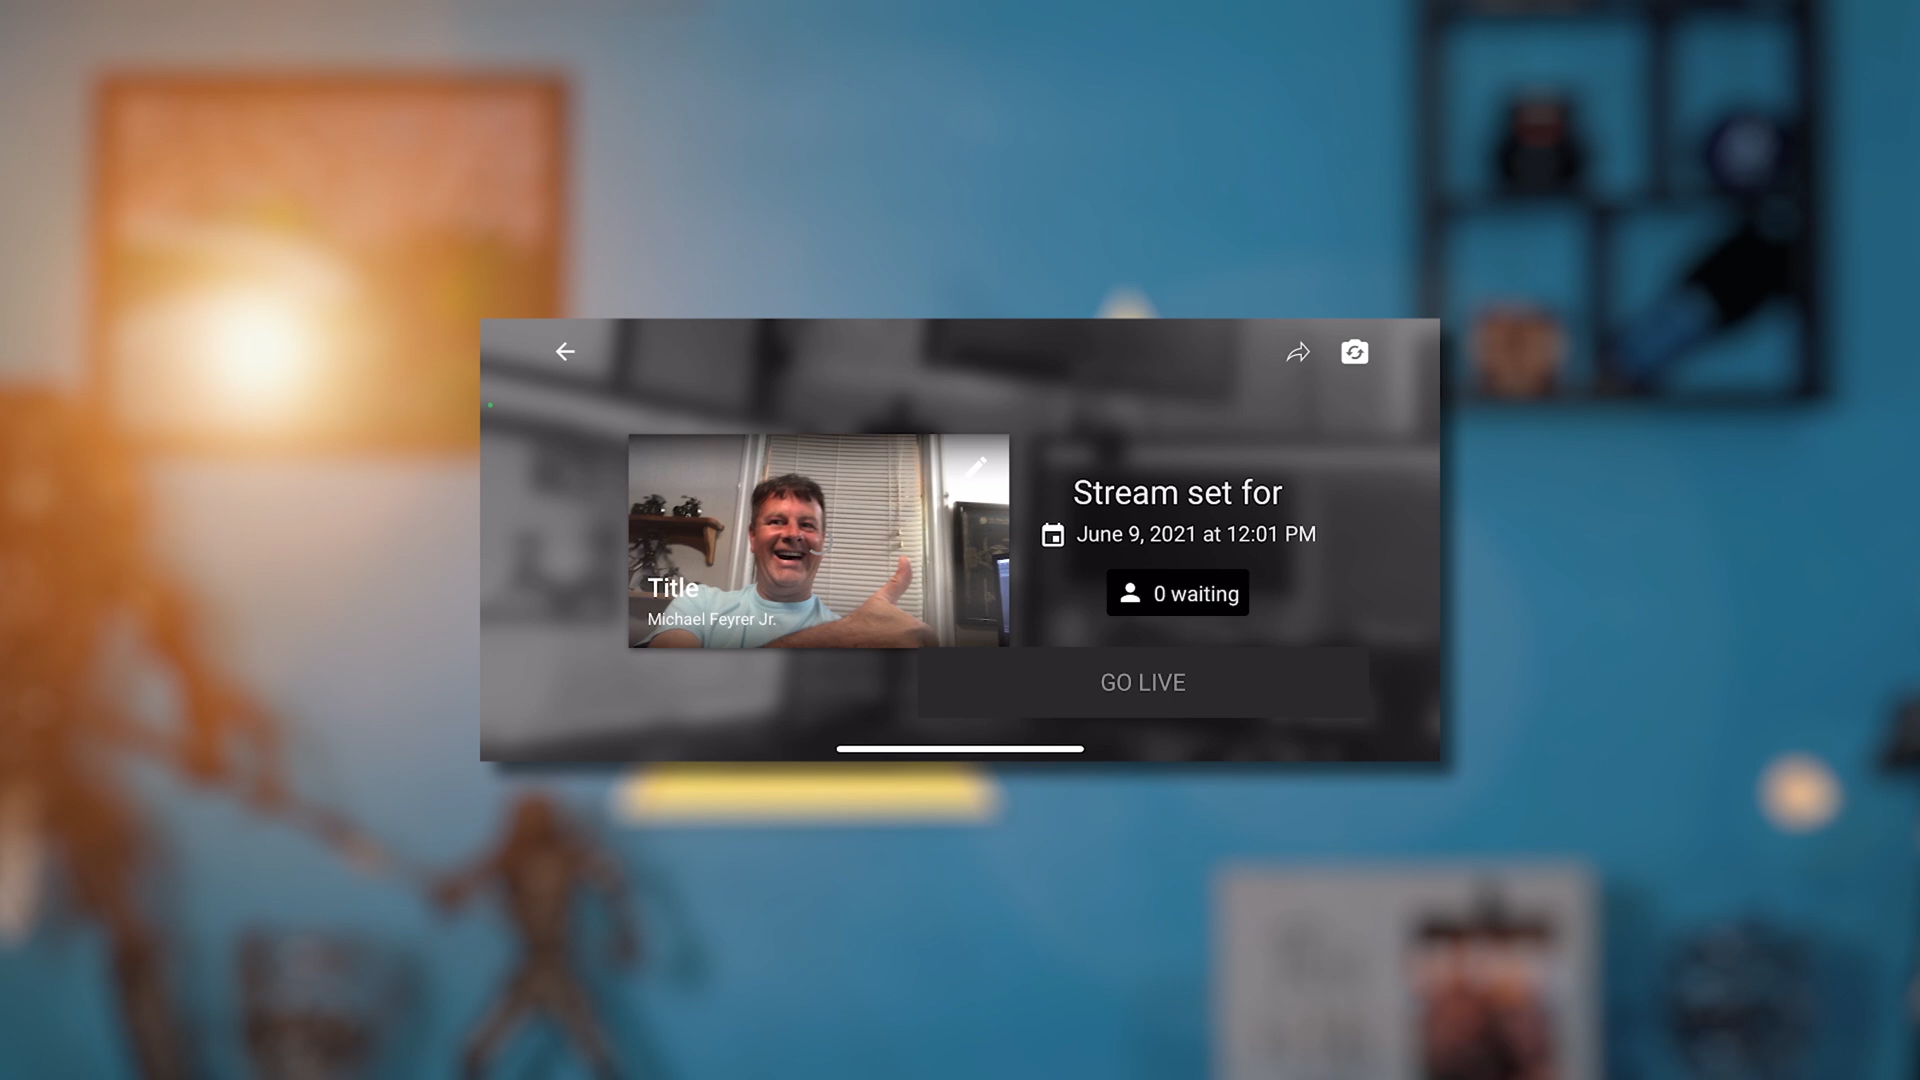 Stream set for
June 9, 2021 at 12:01 PM
0 waiting
Title
Michael Feyrer Jr.
GO LIVE